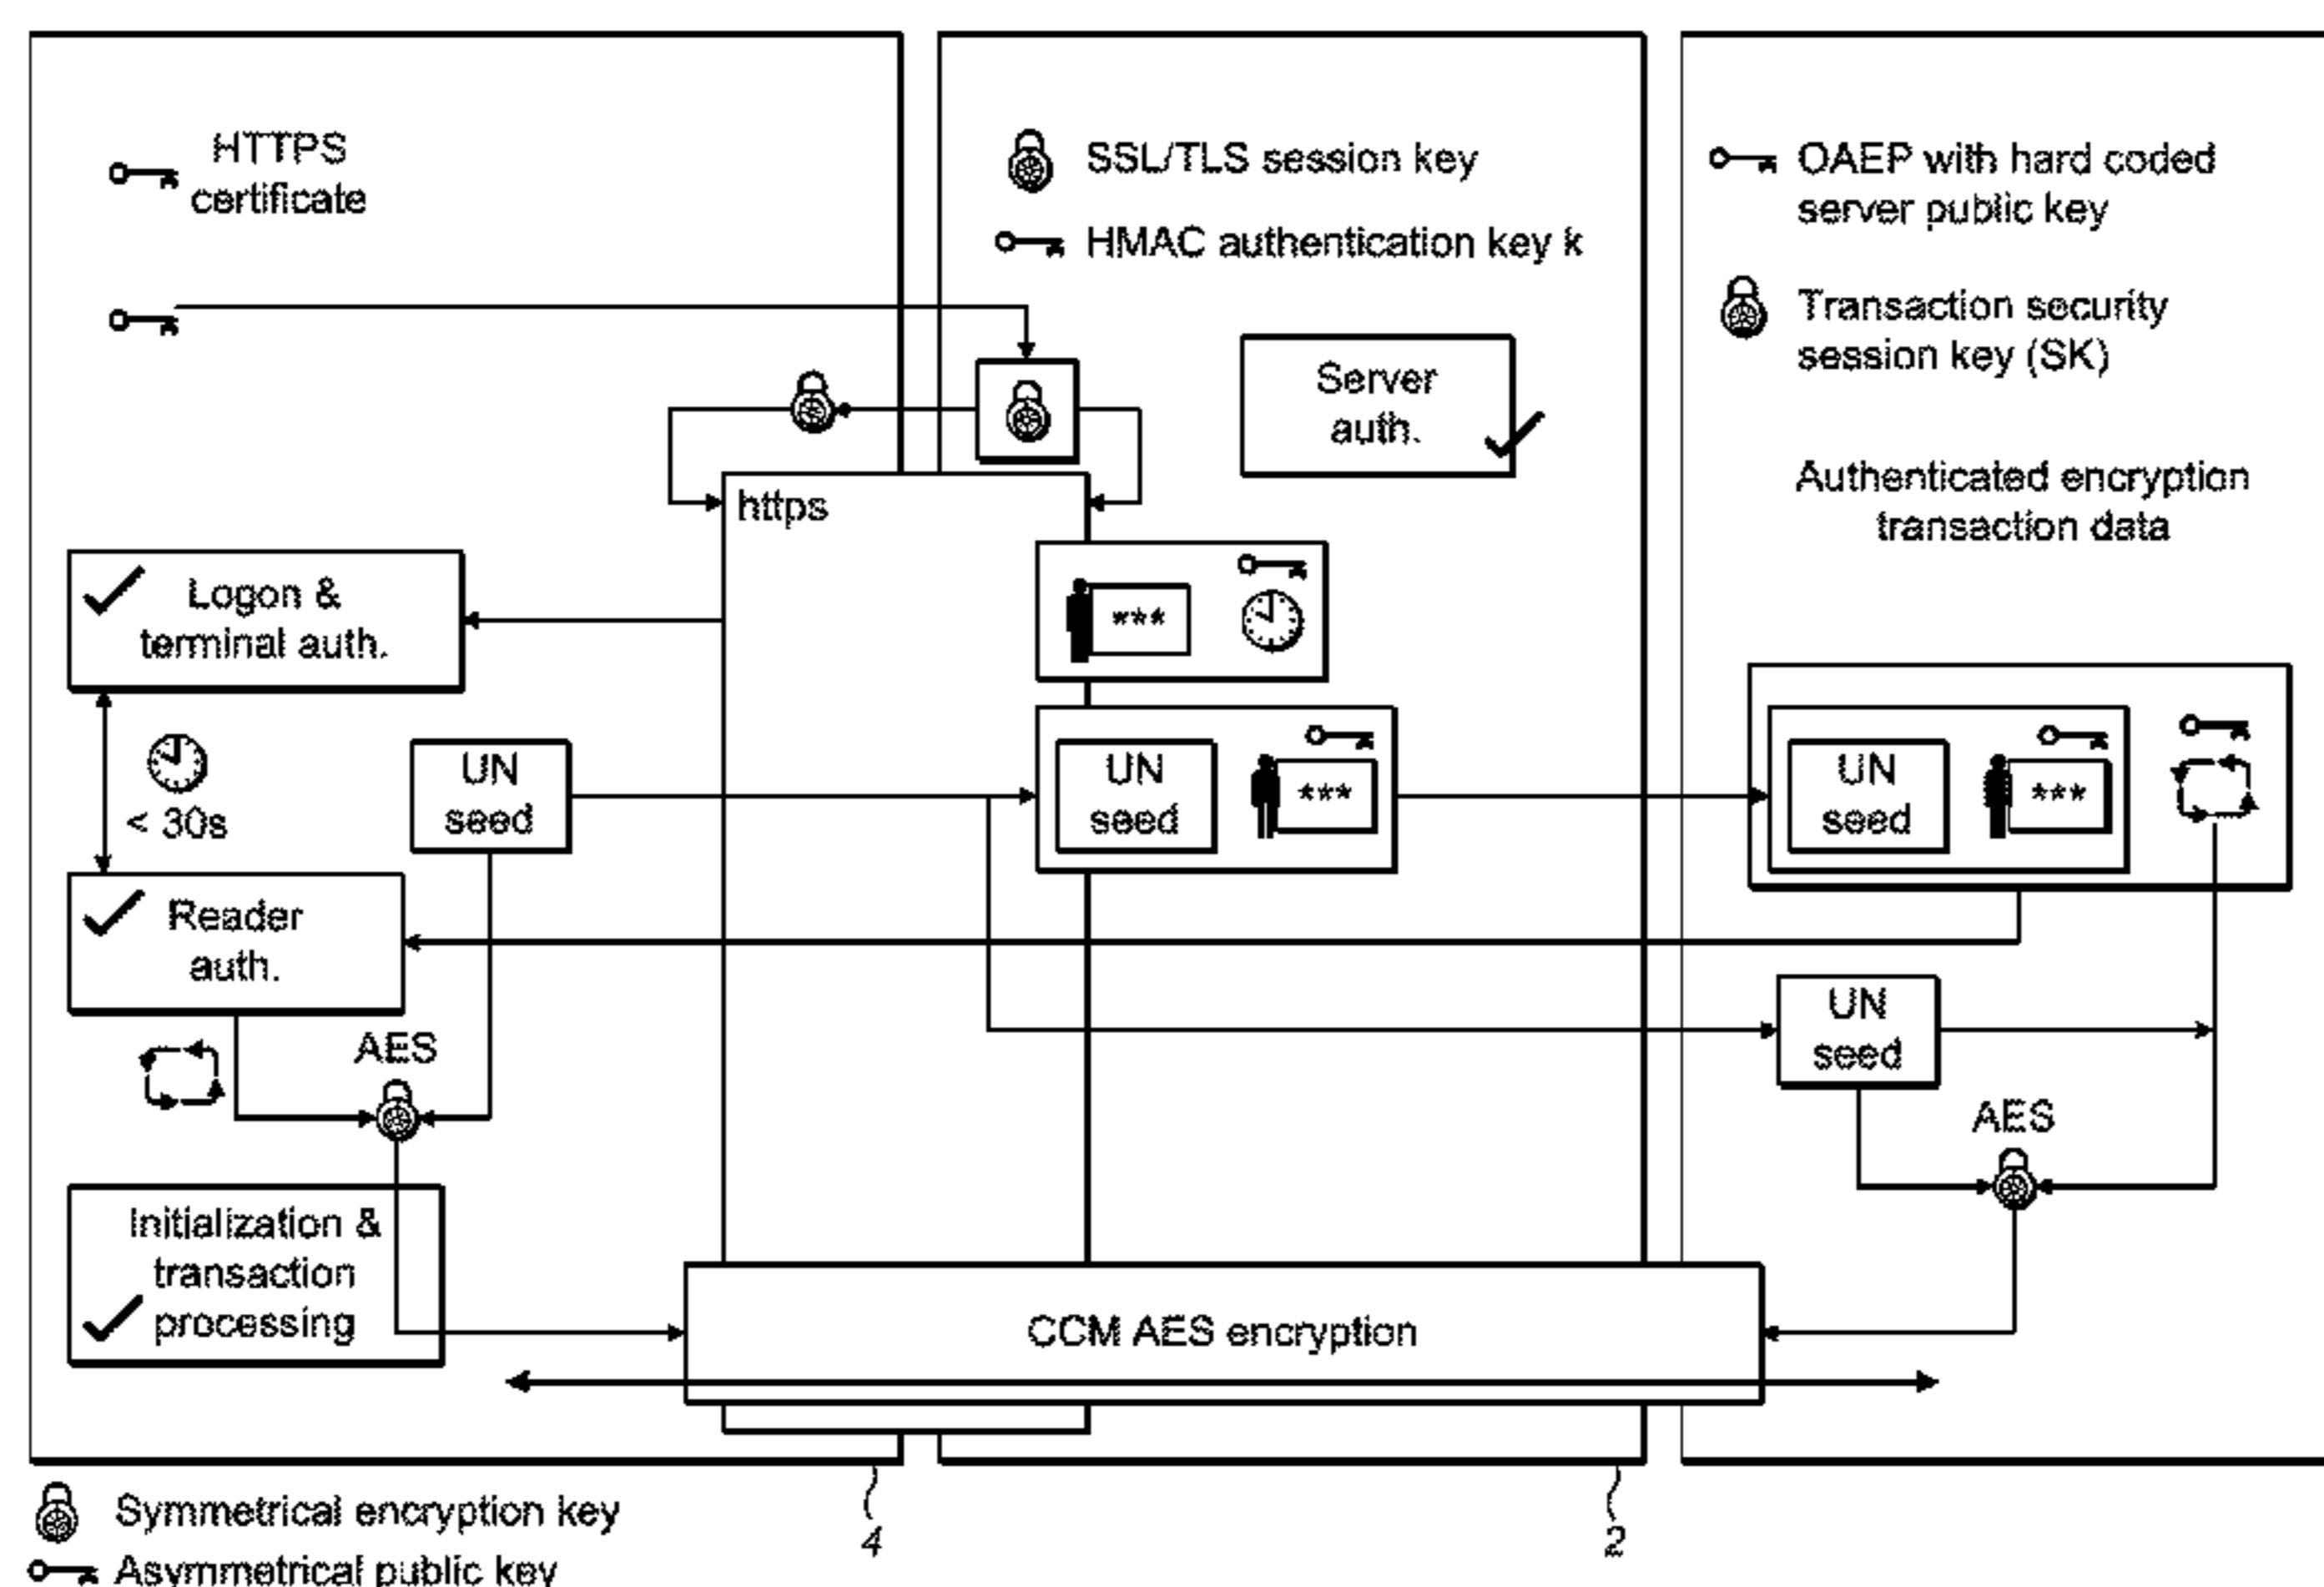 HTTPS
certificate
SSL/TLS session key
HMAC authentication key k
OAEP with hard coded
server public key
Transaction security
session key (SK)
Server
auth.
Authenticated encryption
transaction data
https
Logon &
terminal auth.
***
< 30s
UN
seed
UN
seed
***
UN
seed
***
Reader
auth.
UN
seed
AES
AES
Initialization &
transaction
processing
CCM AES encryption
4
2
Symmetrical encryption key
Asymmetrical public key